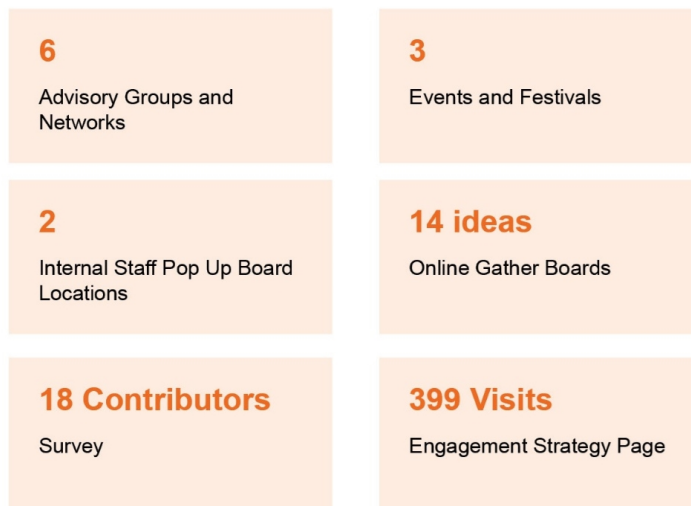 6
Advisory Groups and
Networks
3
Events and Festivals
2
Internal Staff Pop Up Board
Locations
14 ideas
Online Gather Boards
18 Contributors
Survey
399 Visits
Engagement Strategy Page